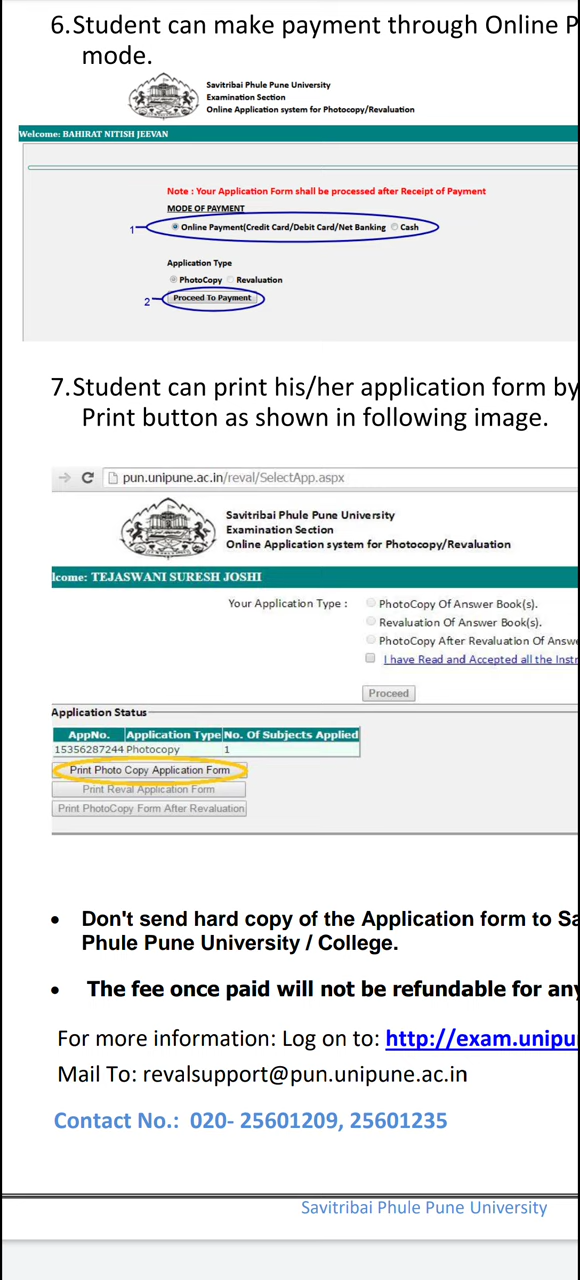 6.Student can make payment through Online P
mode.
Savitribai Phule Pune University
Examination Section
Online Application system for Photocopy/Revaluation
Welcome: BAHIRAT NITISH JEEVAN
Note : Your Application Form shall be processed after Receipt of Payment
MODE OF PAYMENT
1
Online Payment(Credit Card/Debit Card/Net Banking Cash
Application Type
PhotoCopy Revaluation
2
Proceed To Payment
7.Student can print his/her application form by
Print button as shown in following image.
pun.unipune.ac.in/reval/SelectApp.aspx
Savitribai Phule Pune University
Examination Section
Online Application system for Photocopy/Revaluation
lcome: TEJASWANI SURESH JOSHI
Your Application Type : PhotoCopy Of Answer Book(s).
Revaluation Of Answer Book(s).
PhotoCopy After Revaluation Of Answe
I have Read and Accepted all the Instr
Proceed
Application Status
AppNo. Application Type No. Of Subjects Applied
15356287244 Photocopy 1
Print Photo Copy Application Form
Print Reval Application Form
Print PhotoCopy Form After Revaluation
• Don't send hard copy of the Application form to Sa
Phule Pune University / College.
• The fee once paid will not be refundable for any
For more information: Log on to: http://exam.unipu
Mail To: revalsupport@pun.unipune.ac.in
Contact No.: 020- 25601209, 25601235
Savitribai Phule Pune University